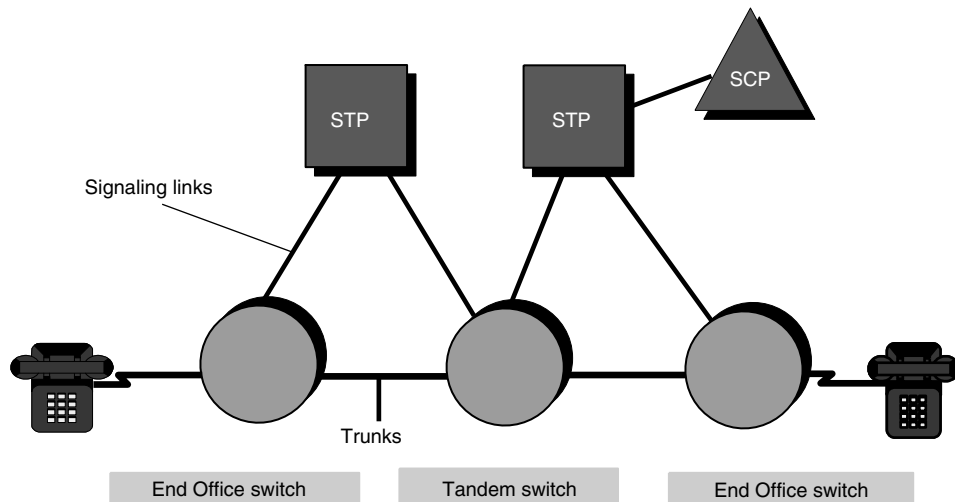 SCP
STP
STP
Signaling links
Trunks
End Office switch
Tandem switch
End Office switch